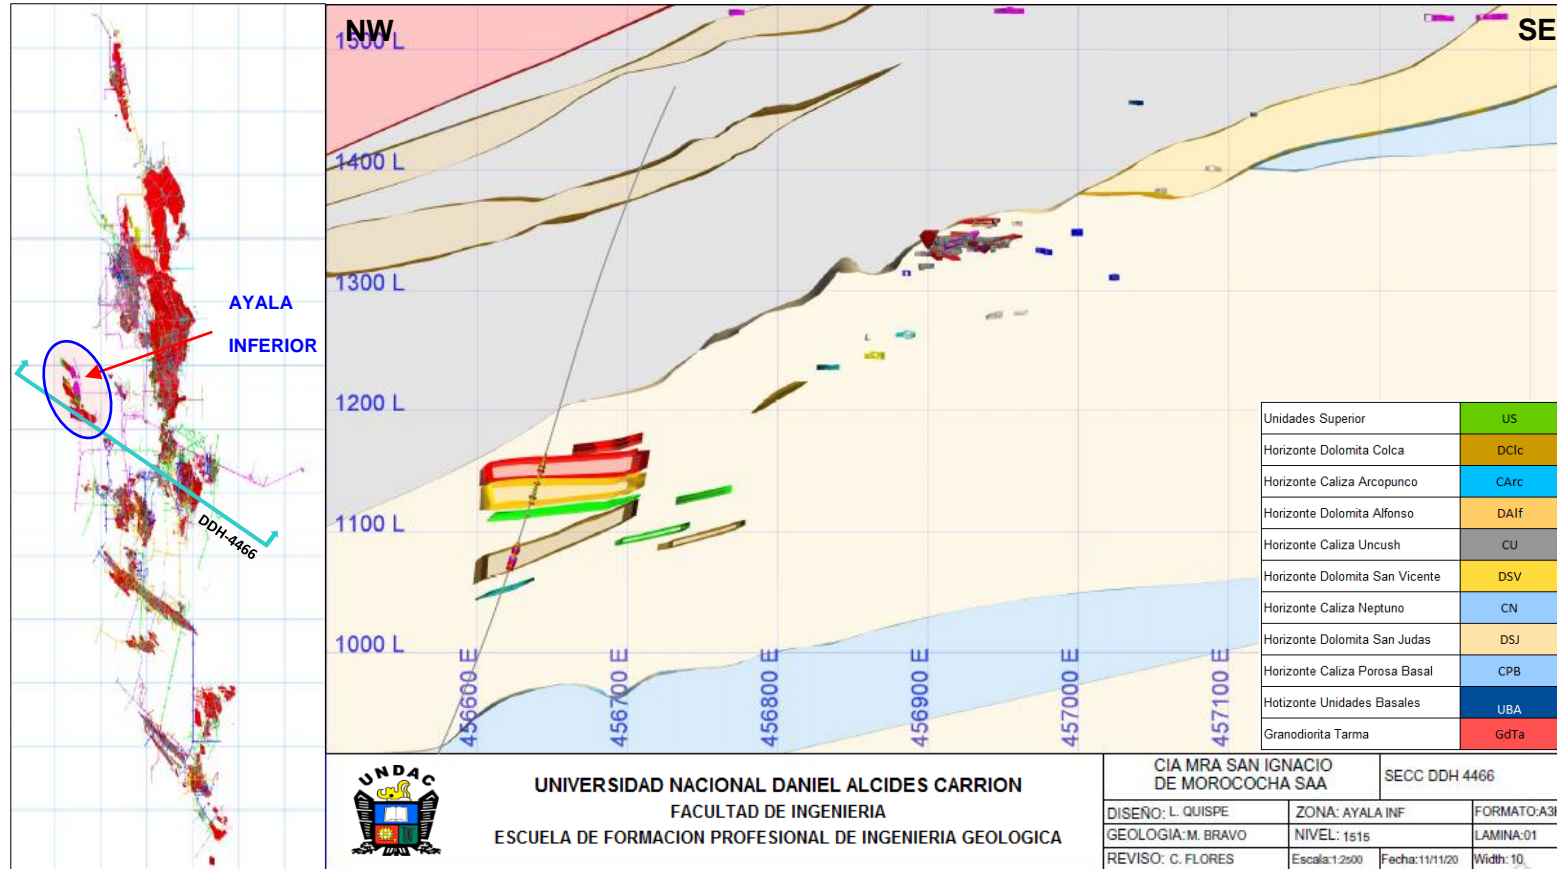 AYALA
INFERIOR
DDH-4466
NW
SE
1500 L
1400 L
1300 L
1200 L
1100 L
1000 L
456600 E
456700 E
456800 E
456900 E
457000 E
457100 E
L
Unidades Superior US
Horizonte Dolomita Colca DClc
Horizonte Caliza Arcopunco CArc
Horizonte Dolomita Alfonso DAlf
Horizonte Caliza Uncush CU
Horizonte Dolomita San Vicente DSV
Horizonte Caliza Neptuno CN
Horizonte Dolomita San Judas DSJ
Horizonte Caliza Porosa Basal CPB
Hotizonte Unidades Basales UBA
Granodiorita Tarma GdTa
UNDAC
UNIVERSIDAD NACIONAL DANIEL ALCIDES CARRION
FACULTAD DE INGENIERIA
ESCUELA DE FORMACION PROFESIONAL DE INGENIERIA GEOLOGICA
CIA MRA SAN IGNACIO
DE MOROCOCHA SAA
SECC DDH 4466
DISEÑO: L. QUISPE ZONA: AYALA INF FORMATO:A3
GEOLOGIA: M. BRAVO NIVEL: 1515 LAMINA:01
REVISO: C. FLORES Escala:1:2500 Fecha:11/11/20 Width: 10